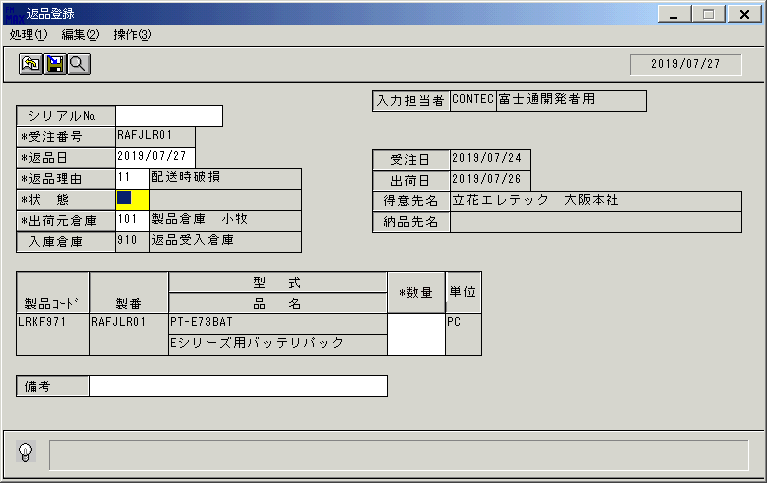 返品登録
処理(1) 編集(2) 操作(3)
2019/07/27
入力担当者 CONTEC 富士通開発者用
シリアル№
*受注番号 RAFJLR01
*返品日 2019/07/27
受注日 2019/07/24
*返品理由 11 配送時破損
出荷日 2019/07/26
*状 態
得意先名 立花エレテック 大阪本社
*出荷元倉庫 101 製品倉庫 小牧
納品先名
入庫倉庫 910 返品受入倉庫
製品ｺｰﾄﾞ 製番 型 式 *数量 単位
品 名
LRKF971 RAFJLR01 PT-E73BAT PC
Eシリーズ用バッテリパック
備考